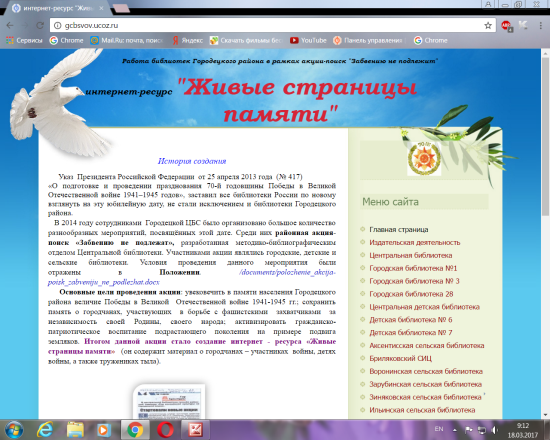 интернет-ресурс "Живы
gcbsvov.ucoz.ru
Сервисы Chrome Mail.Ru: почта, поиск Яндекс Скачать фильмы бе YouTube Панель управления Chrome
Работа библиотек Городецкого района в рамках акции-поиск "Забвению не подлежит"
интернет-ресурс "Живые страницы
памяти"
История создания
Указ Президента Российской Федерации от 25 апреля 2013 года (№ 417)
«О подготовке и проведении празднования 70-й годовщины Победы в Великой
Отечественной войне 1941–1945 годов», заставил все библиотеки России по новому
взглянуть на эту юбилейную дату, не стали исключением и библиотеки Городецкого
района.
В 2014 году сотрудниками Городецкой ЦБС было организовано большое количество
разнообразных мероприятий, посвящённых этой дате. Среди них районная акция-
поиск «Забвению не подлежат», разработанная методико-библиографическим
отделом Центральной библиотеки. Участниками акции являлись городские, детские и
сельские библиотеки. Условия проведения данного мероприятия были
отражены в Положении. /documents/polozheme_akcija-
poisk_zabveniju_ne_podlezhat.docx
Основные цели проведения акции: увековечить в памяти населения Городецкого
района величие Победы в Великой Отечественной войне 1941-1945 гг.; сохранить
память о городчанах, участвующих в борьбе с фашистскими захватчиками за
независимость своей Родины, своего народа; активизировать гражданско-
патриотическое воспитание подрастающего поколения на примере подвига
земляков. Итогом данной акции стало создание интернет - ресурса «Живые
страницы памяти» (он содержит материал о городчанах – участниках войны, детях
войны, а также тружениках тыла).
Меню сайта
Главная страница
Издательская деятельность
Центральная библиотека
Городская библиотека №1
Городская библиотека № 3
Городская библиотека 28
Центральная детская библиотека
Детская библиотека № 6
Детская библиотека № 7
Аксентисская сельская библиотека
Бриляковский СИЦ
Воронинская сельская библиотека
Зарубинская сельская библиотека
Зиняковская сельская библиотека
Ильинская сельская библиотека
EN
9:12
18.03.2017